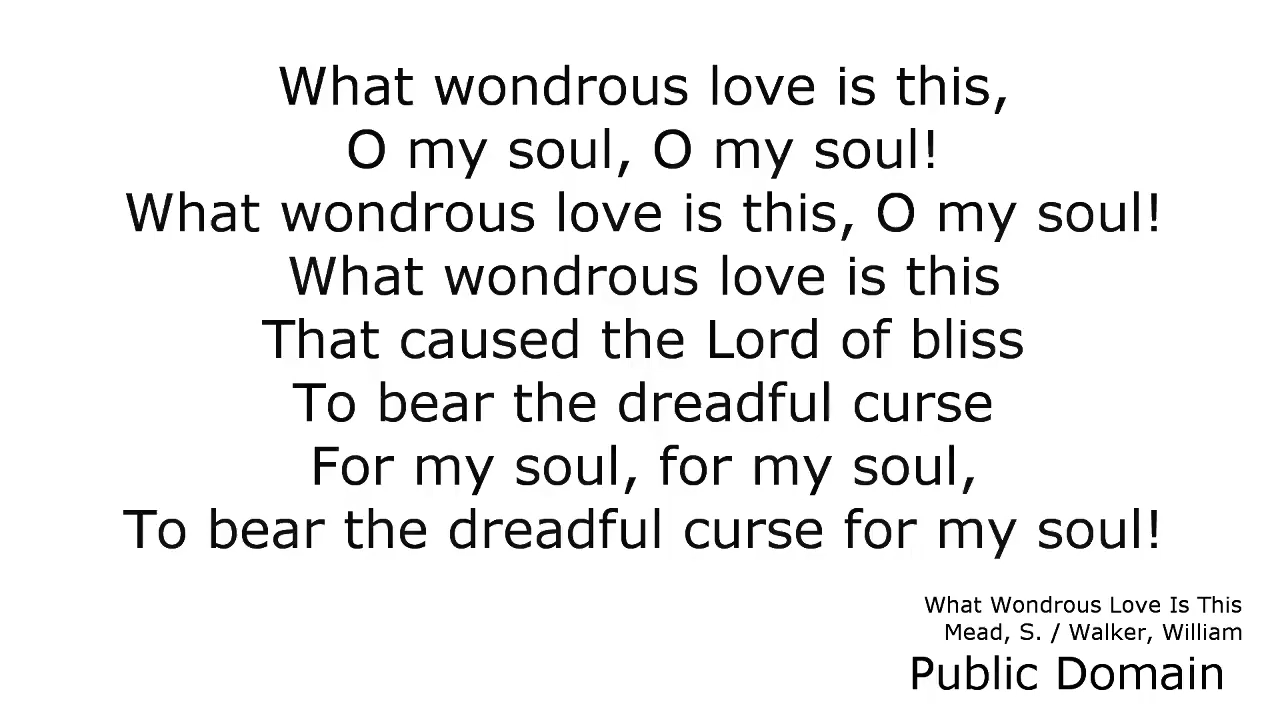 What wondrous love is this,
O my soul, O my soul!
What wondrous love is this, O my soul!
What wondrous love is this
That caused the Lord of bliss
To bear the dreadful curse
For my soul, for my soul,
To bear the dreadful curse for my soul!
What Wondrous Love Is This
Mead, S. / Walker, William
Public Domain